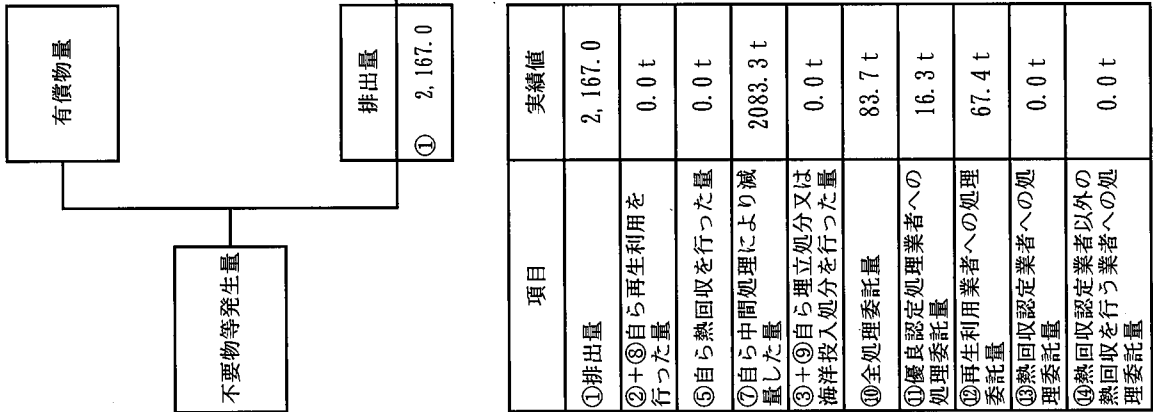 不要物等発生量
有償物量
排出量
① 2,167.0
項目 実績値
①排出量 2,167.0
②+⑧自ら再生利用を
行った量 0.0 t
⑤自ら熱回収を行った量 0.0 t
⑦自ら中間処理により減
量した量 2083.3 t
③+⑨自ら埋立処分又は
海洋投入処分を行った量 0.0 t
⑩全処理委託量 83.7 t
⑪優良認定処理業者への
処理委託量 16.3 t
⑫再生利用業者への処理
委託量 67.4 t
⑬熱回収認定業者への処
理委託量 0.0 t
⑭熱回収認定業者以外の
熱回収を行う業者への処
理委託量 0.0 t